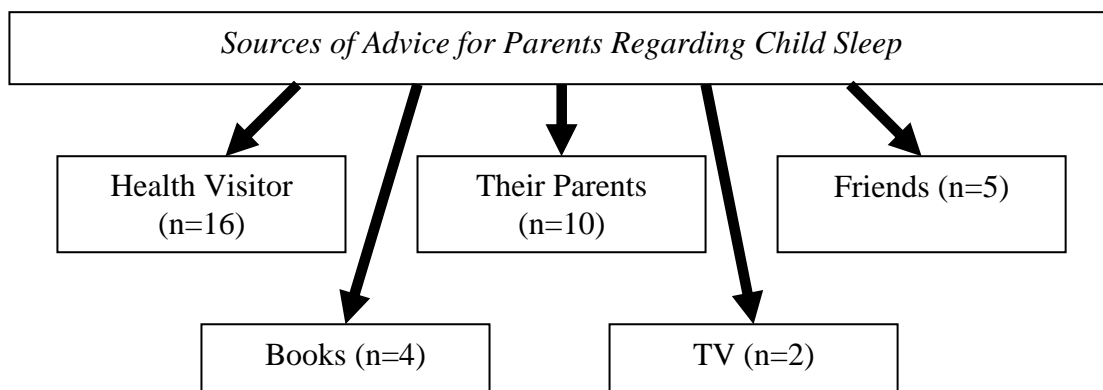 Sources of Advice for Parents Regarding Child Sleep
Health Visitor
(n=16)
Their Parents
(n=10)
Friends (n=5)
Books (n=4)
TV (n=2)